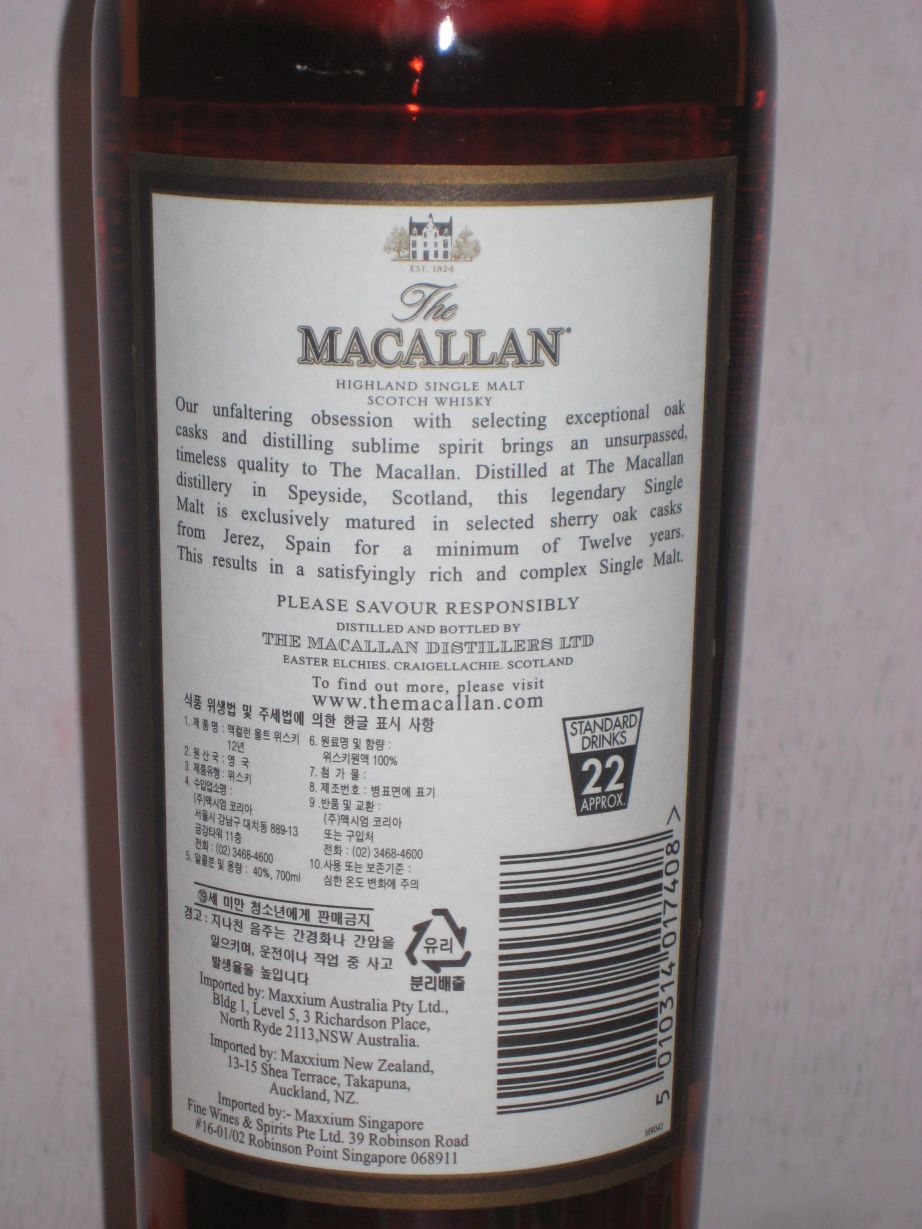 EST. 1824
The
MACALLAN
HIGHLAND SINGLE MALT
SCOTCH WHISKY
Our unfaltering obsession with selecting exceptional oak
casks and distilling sublime spirit brings an unsurpassed,
timeless quality to The Macallan. Distilled at The Macallan
distillery in Speyside, Scotland, this legendary Single
Malt is exclusively matured in selected sherry oak casks
from Jerez, Spain for a minimum of Twelve years.
This results in a satisfyingly rich and complex Single Malt.
PLEASE SAVOUR RESPONSIBLY
DISTILLED AND BOTTLED BY
THE MACALLAN DISTILLERS LTD
EASTER ELCHIES. CRAIGELLACHIE. SCOTLAND
To find out more, please visit
www.themacallan.com
식품 위생법 및 주세법에 의한 한글 표시 사항
1. 제 품 명 : 맥컬런 몰트 위스키
12년
2. 원 산 국 : 영 국
3. 제품유형 : 위스키
4. 수입업소명 :
(주)맥시엄 코리아
서울시 강남구 대치동 889-13
금강타워 11층
전화 : (02) 3468-4600
5. 알콜분 및 용량 : 40%, 700ml
6. 원료명 및 함량 :
위스키원액 100%
7. 첨 가 물 :
8. 제조번호 : 병표면에 표기
9. 반품 및 교환 :
(주)맥시엄 코리아
또는 구입처
전화 : (02) 3468-4600
10. 사용 또는 보존기준 :
심한 온도 변화에 주의
STANDARD
DRINKS
22
APPROX.
⑲세 미만 청소년에게 판매금지
경고 : 지나친 음주는 간경화나 간암을
일으키며, 운전이나 작업 중 사고
발생율을 높입니다
유리
분리배출
Imported by: Maxxium Australia Pty Ltd.,
Bldg 1, Level 5, 3 Richardson Place,
North Ryde 2113,NSW Australia.
Imported by: Maxxium New Zealand,
13-15 Shea Terrace, Takapuna,
Auckland, NZ.
Imported by:- Maxxium Singapore
Fine Wines & Spirits Pte Ltd. 39 Robinson Road
#16-01/02 Robinson Point Singapore 068911
5 010314 017408 >